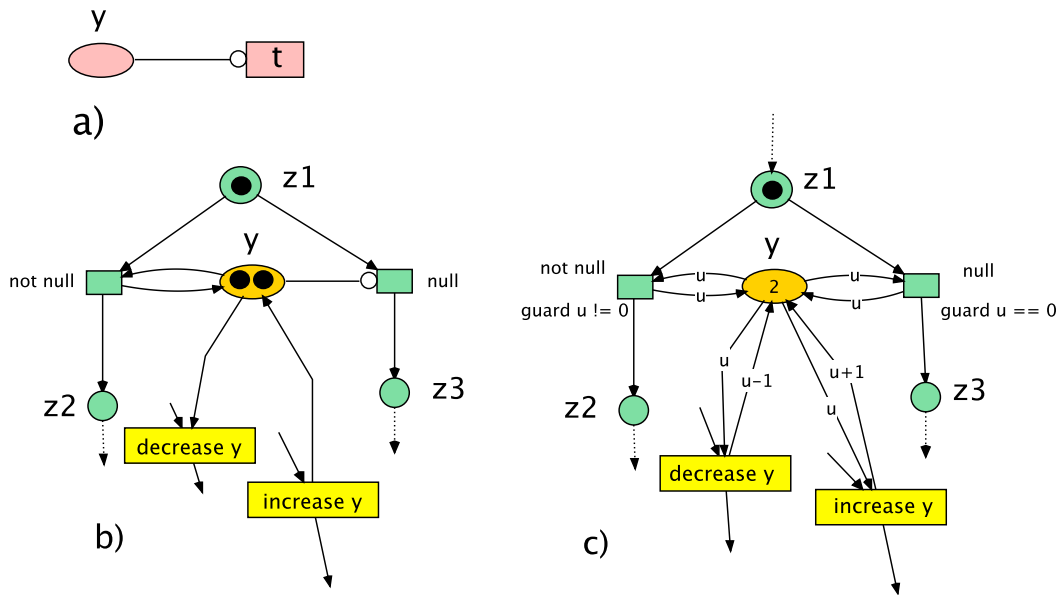 y
t
a)
z1
y
not null
null
z2
z3
decrease y
increase y
b)
z1
y
not null
u
u
2
u
u
null
guard u != 0
guard u == 0
u
u-1
u+1
u
z2
z3
decrease y
increase y
c)